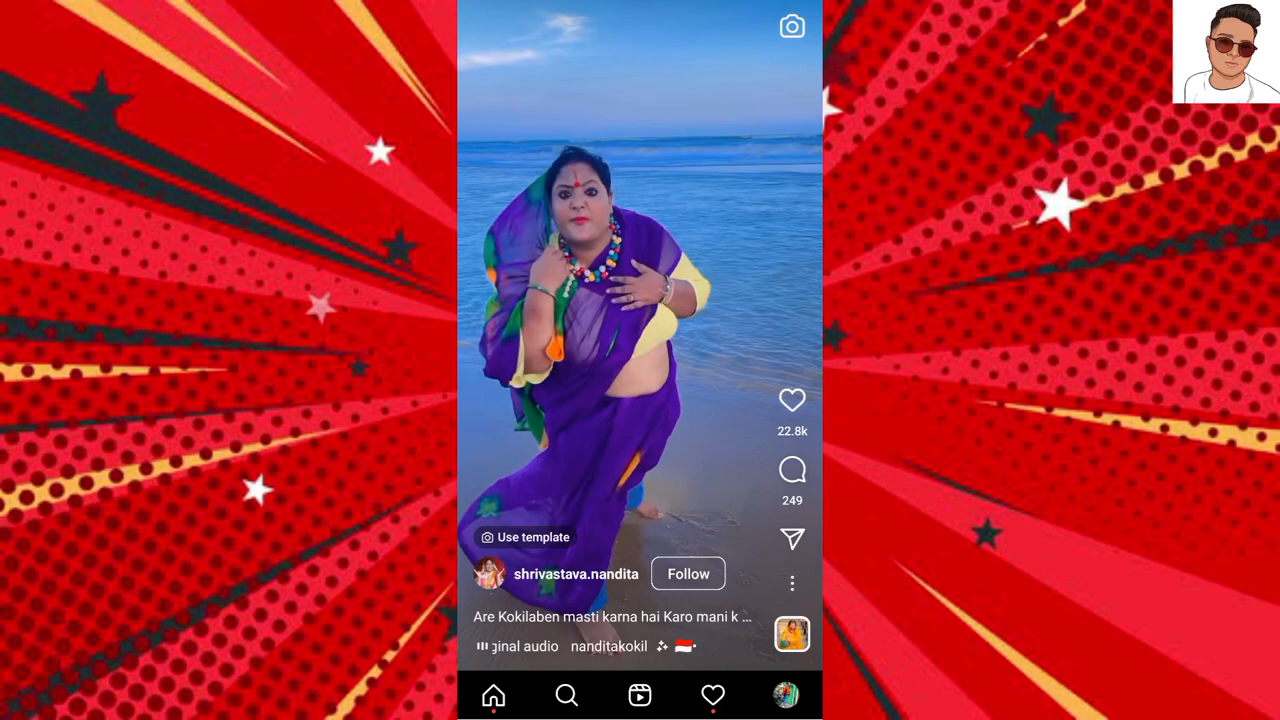 22.8k
249
Use template
shrivastava.nandita Follow
Are Kokilaben masti karna hai Karo mani k ...
ginal audio nanditakokil